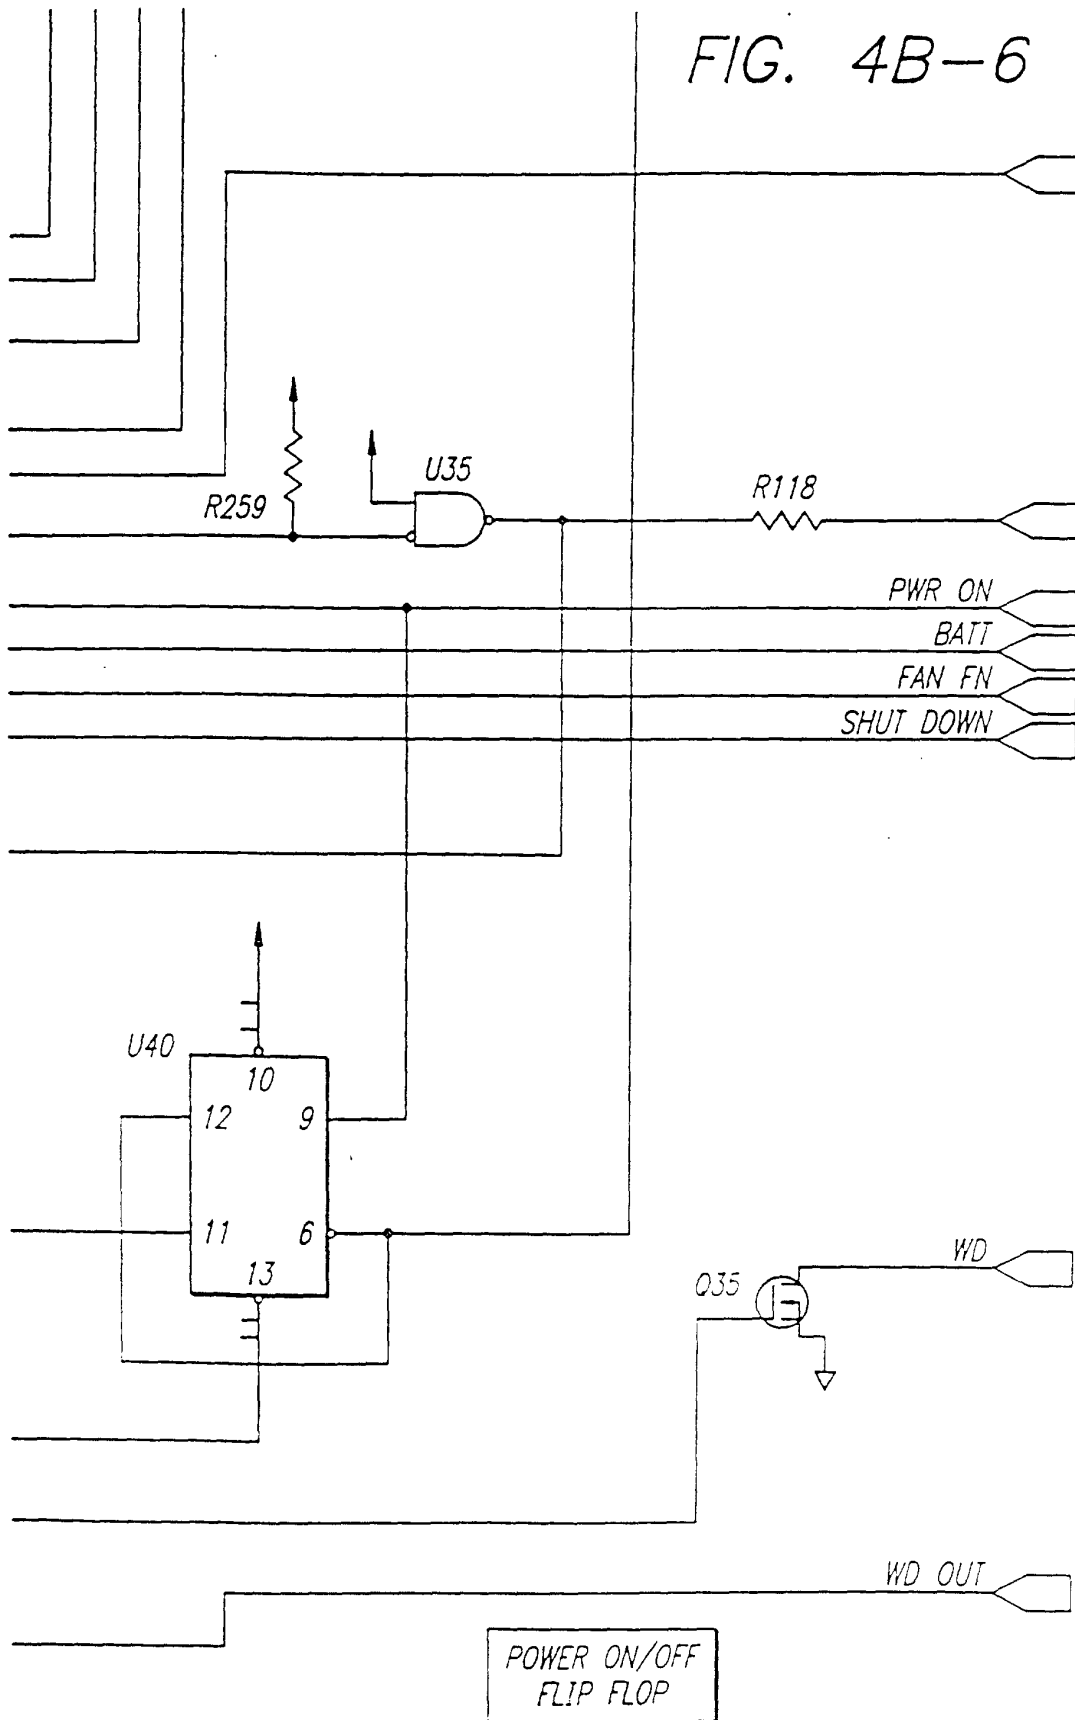 FIG. 4B-6
U35
R259
R118
PWR ON
BATT
FAN FN
SHUT DOWN
U40
10
12
9
11
6
13
Q35
WD
WD OUT
POWER ON/OFF
FLIP FLOP